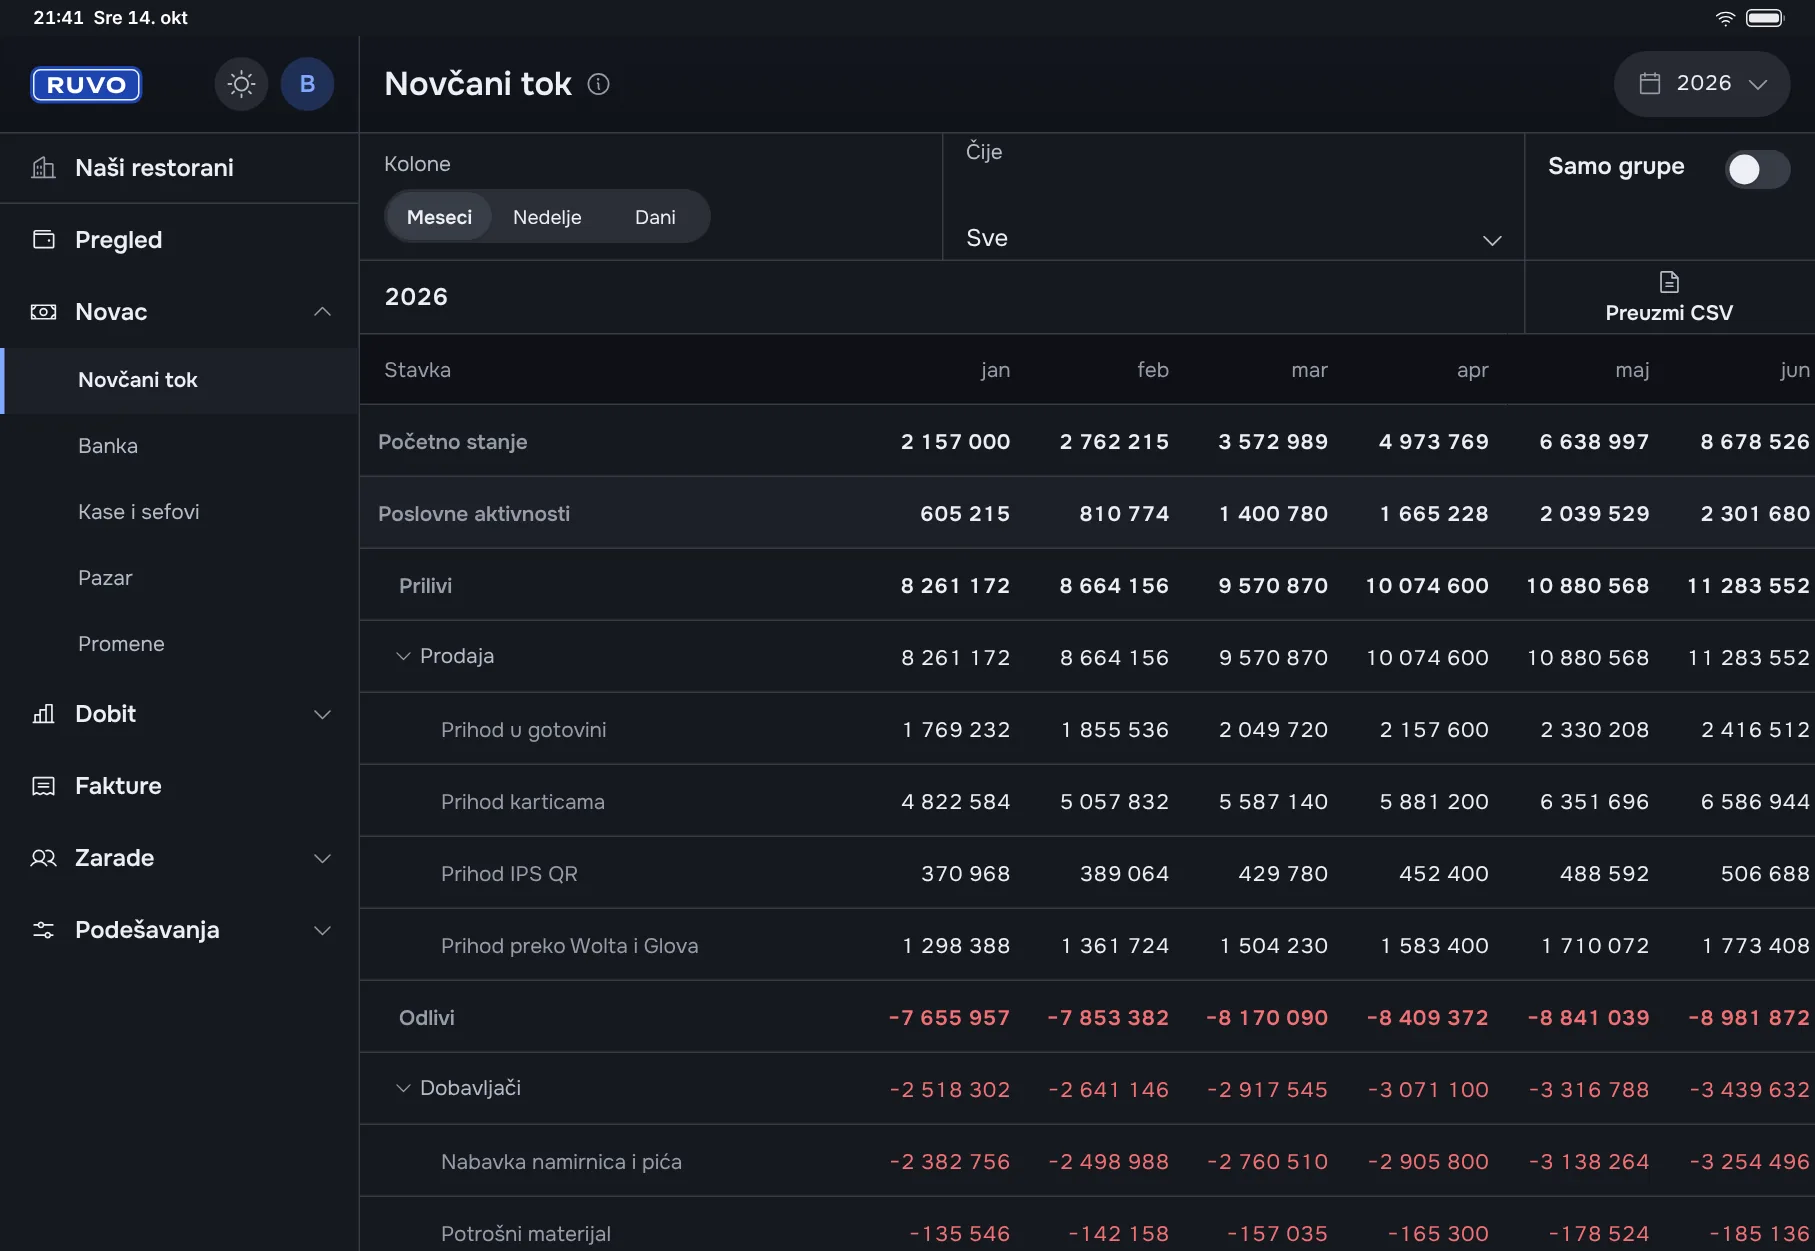 21:41 Sre 14. okt
RUVO
B
Novčani tok
2026
Naši restorani
Pregled
Novac
Novčani tok
Banka
Kase i sefovi
Pazar
Promene
Dobit
Fakture
Zarade
Podešavanja
Kolone
Meseci Nedelje Dani
Čije
Sve
Samo grupe
2026
Preuzmi CSV
Stavka jan feb mar apr maj jun
Početno stanje 2 157 000 2 762 215 3 572 989 4 973 769 6 638 997 8 678 526
Poslovne aktivnosti 605 215 810 774 1 400 780 1 665 228 2 039 529 2 301 680
Prilivi 8 261 172 8 664 156 9 570 870 10 074 600 10 880 568 11 283 552
Prodaja 8 261 172 8 664 156 9 570 870 10 074 600 10 880 568 11 283 552
Prihod u gotovini 1 769 232 1 855 536 2 049 720 2 157 600 2 330 208 2 416 512
Prihod karticama 4 822 584 5 057 832 5 587 140 5 881 200 6 351 696 6 586 944
Prihod IPS QR 370 968 389 064 429 780 452 400 488 592 506 688
Prihod preko Wolta i Glova 1 298 388 1 361 724 1 504 230 1 583 400 1 710 072 1 773 408
Odlivi -7 655 957 -7 853 382 -8 170 090 -8 409 372 -8 841 039 -8 981 872
Dobavljači -2 518 302 -2 641 146 -2 917 545 -3 071 100 -3 316 788 -3 439 632
Nabavka namirnica i pića -2 382 756 -2 498 988 -2 760 510 -2 905 800 -3 138 264 -3 254 496
Potrošni materijal -135 546 -142 158 -157 035 -165 300 -178 524 -185 136